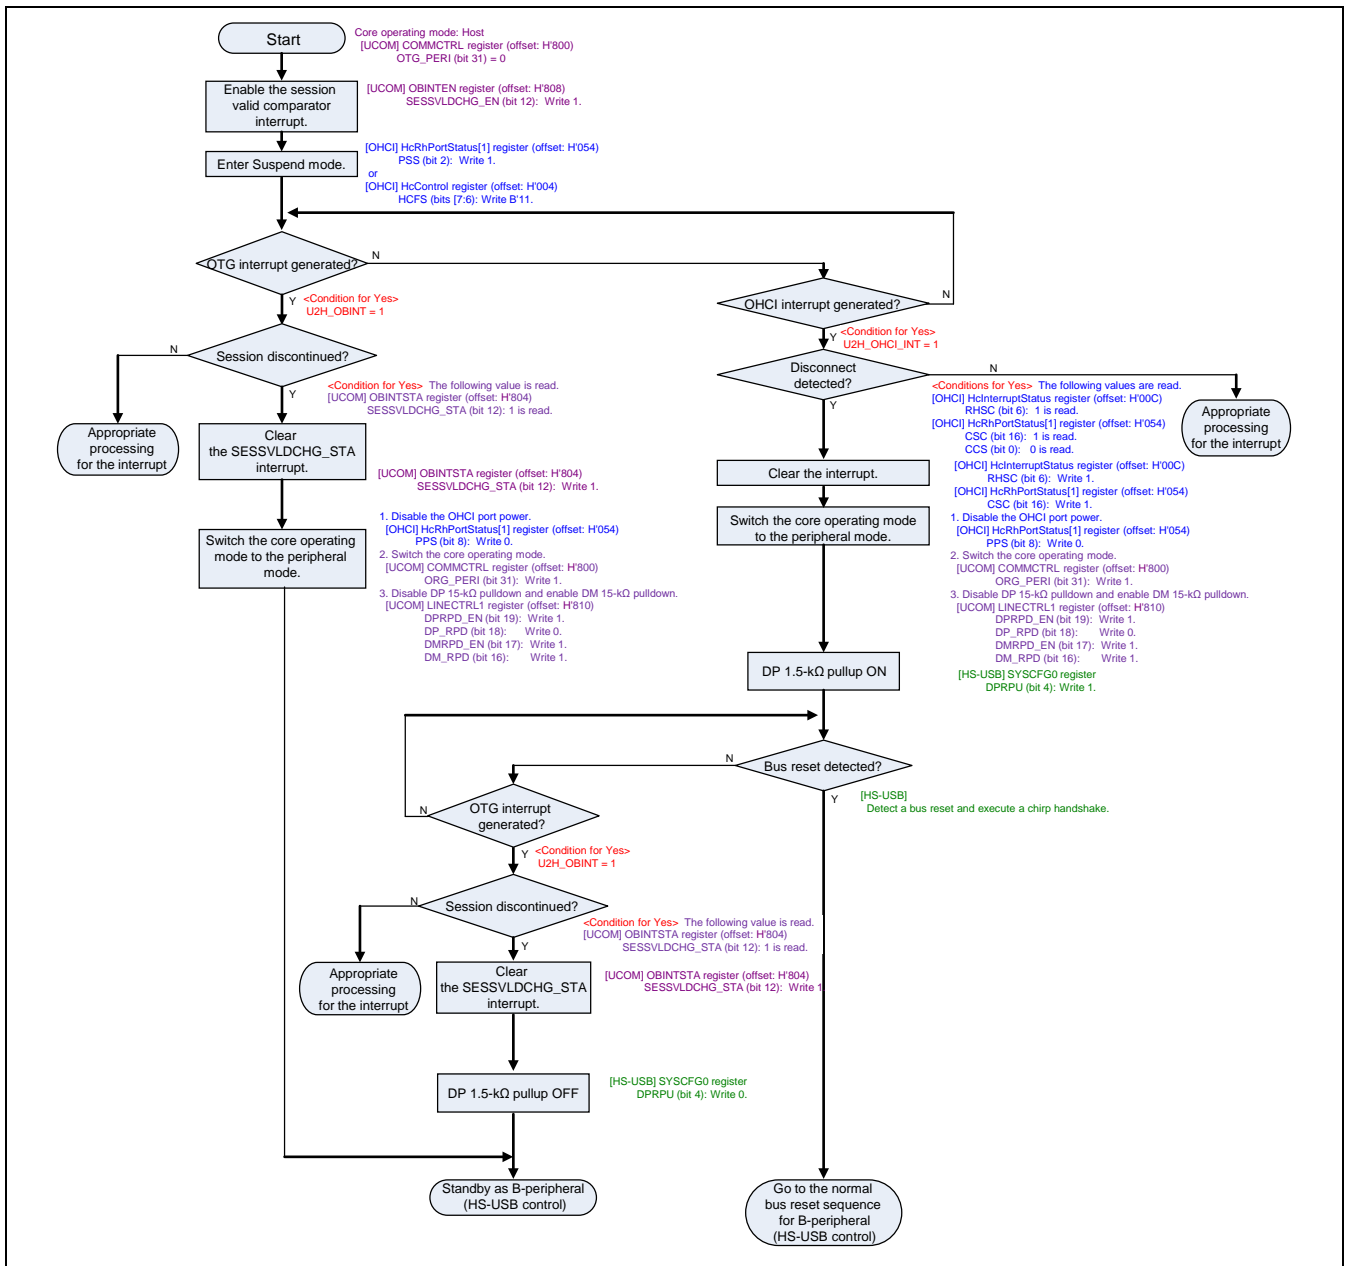 Start
Core operating mode: Host
[UCOM] COMMCTRL register (offset: H'800)
OTG_PERI (bit 31) = 0
Enable the session
valid comparator
interrupt.
[UCOM] OBINTEN register (offset: H'808)
SESSVLDCHG_EN (bit 12): Write 1.
Enter Suspend mode.
[OHCI] HcRhPortStatus[1] register (offset: H'054)
PSS (bit 2): Write 1.
or
[OHCI] HcControl register (offset: H'004)
HCFS (bits [7:6): Write B'11.
OTG interrupt generated?
N
Y
<Condition for Yes>
U2H_OBINT = 1
OHCI interrupt generated?
N
Y
<Condition for Yes>
U2H_OHCI_INT = 1
Session discontinued?
N
Y
<Condition for Yes> The following value is read.
[UCOM] OBINTSTA register (offset: H'804)
SESSVLDCHG_STA (bit 12): 1 is read.
Appropriate
processing
for the interrupt
Clear
the SESSVLDCHG_STA
interrupt.
[UCOM] OBINTSTA register (offset: H'804)
SESSVLDCHG_STA (bit 12): Write 1.
Switch the core operating
mode to the peripheral
mode.
1. Disable the OHCI port power.
[OHCI] HcRhPortStatus[1] register (offset: H'054)
PPS (bit 8): Write 0.
2. Switch the core operating mode.
[UCOM] COMMCTRL register (offset: H'800)
ORG_PERI (bit 31): Write 1.
3. Disable DP 15-kΩ pulldown and enable DM 15-kΩ pulldown.
[UCOM] LINECTRL1 register (offset: H'810)
DPRPD_EN (bit 19): Write 1.
DP_RPD (bit 18): Write 0.
DMRPD_EN (bit 17): Write 1.
DM_RPD (bit 16): Write 1.
Disconnect
detected?
N
Y
<Conditions for Yes> The following values are read.
[OHCI] HcInterruptStatus register (offset: H'00C)
RHSC (bit 6): 1 is read.
[OHCI] HcRhPortStatus[1] register (offset: H'054)
CSC (bit 16): 1 is read.
CCS (bit 0): 0 is read.
Appropriate
processing
for the interrupt
Clear the interrupt.
[OHCI] HcInterruptStatus register (offset: H'00C)
RHSC (bit 6): Write 1.
[OHCI] HcRhPortStatus[1] register (offset: H'054)
CSC (bit 16): Write 1.
Switch the core operating mode
to the peripheral mode.
1. Disable the OHCI port power.
[OHCI] HcRhPortStatus[1] register (offset: H'054)
PPS (bit 8): Write 0.
2. Switch the core operating mode.
[UCOM] COMMCTRL register (offset: H'800)
ORG_PERI (bit 31): Write 1.
3. Disable DP 15-kΩ pulldown and enable DM 15-kΩ pulldown.
[UCOM] LINECTRL1 register (offset: H'810)
DPRPD_EN (bit 19): Write 1.
DP_RPD (bit 18): Write 0.
DMRPD_EN (bit 17): Write 1.
DM_RPD (bit 16): Write 1.
DP 1.5-kΩ pullup ON
[HS-USB] SYSCFG0 register
DPRPU (bit 4): Write 1.
Bus reset detected?
N
Y
[HS-USB]
Detect a bus reset and execute a chirp handshake.
OTG interrupt
generated?
N
Y
<Condition for Yes>
U2H_OBINT = 1
Session discontinued?
N
Y
<Condition for Yes> The following value is read.
[UCOM] OBINTSTA register (offset: H'804)
SESSVLDCHG_STA (bit 12): 1 is read.
Appropriate
processing
for the interrupt
Clear
the SESSVLDCHG_STA
interrupt.
[UCOM] OBINTSTA register (offset: H'804)
SESSVLDCHG_STA (bit 12): Write 1
DP 1.5-kΩ pullup OFF
[HS-USB] SYSCFG0 register
DPRPU (bit 4): Write 0.
Standby as B-peripheral
(HS-USB control)
Go to the normal
bus reset sequence
for B-peripheral
(HS-USB control)